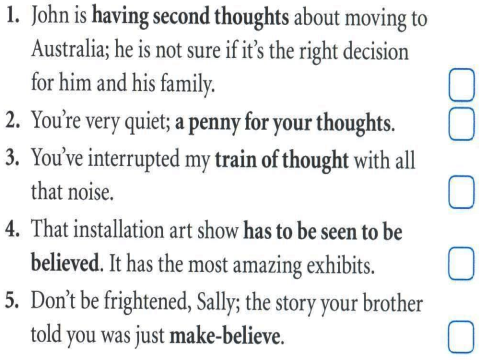 1. John is having second thoughts about moving to
Australia; he is not sure if it's the right decision
for him and his family.
2. You're very quiet; a penny for your thoughts.
3. You've interrupted my train of thought with all
that noise.
4. That installation art show has to be seen to be
believed. It has the most amazing exhibits.
5. Don't be frightened, Sally; the story your brother
told you was just make-believe.